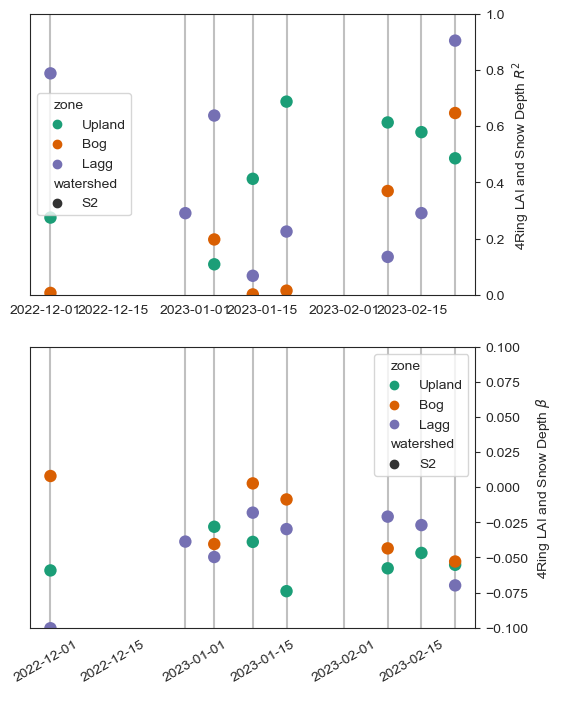 1.0
0.8
0.6
0.4
0.2
0.0
4Ring LAI and Snow Depth R²
zone
Upland
Bog
Lagg
watershed
S2
2022-12-01 2022-12-15 2023-01-01 2023-01-15 2023-02-01 2023-02-15
0.100
0.075
0.050
0.025
0.000
−0.025
−0.050
−0.075
−0.100
4Ring LAI and Snow Depth β
zone
Upland
Bog
Lagg
watershed
S2
2022-12-01 2022-12-15 2023-01-01 2023-01-15 2023-02-01 2023-02-15